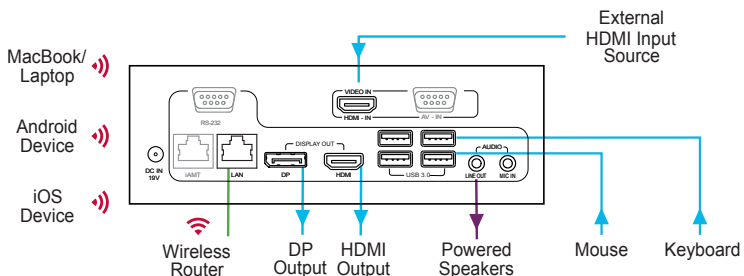 External
HDMI Input
Source
MacBook/
Laptop
Android
Device
iOS
Device
VIDEO IN
HDMI - IN
AV - IN
RS-232
DISPLAY OUT
AUDIO
DC IN
19V
iAMT
LAN
DP
HDMI
USB 3.0
LINE OUT
MIC IN
Wireless
Router
DP
Output
HDMI
Output
Powered
Speakers
Mouse
Keyboard